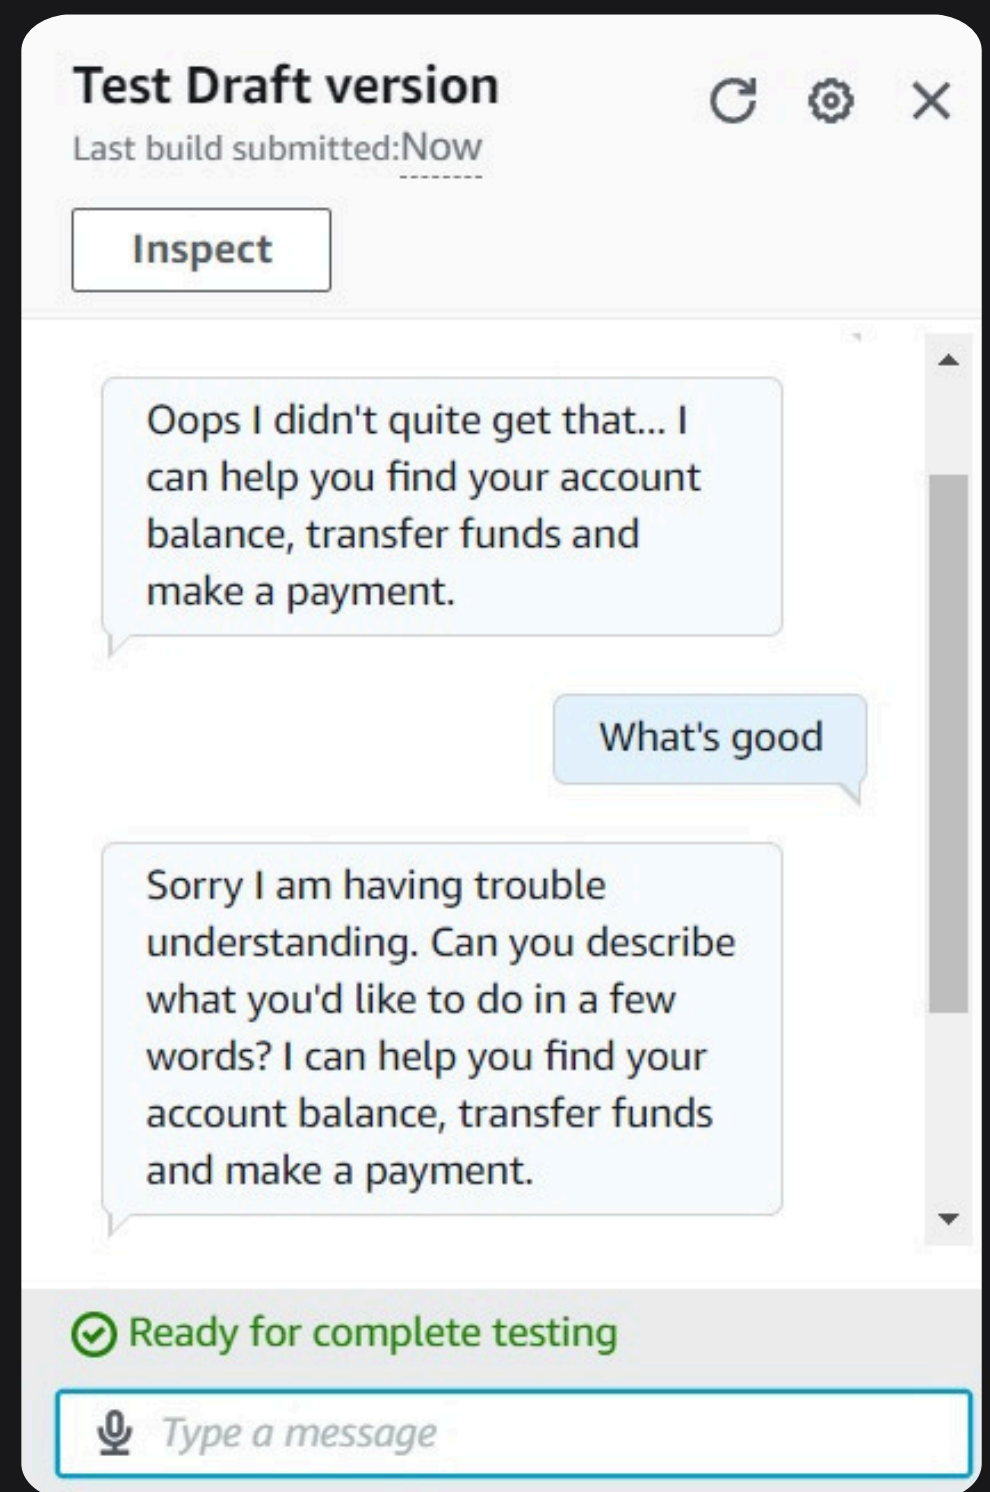 Test Draft version
Last build submitted:Now
Inspect
Oops I didn't quite get that... I
can help you find your account
balance, transfer funds and
make a payment.
What's good
Sorry I am having trouble
understanding. Can you describe
what you'd like to do in a few
words? I can help you find your
account balance, transfer funds
and make a payment.
Ready for complete testing
Type a message